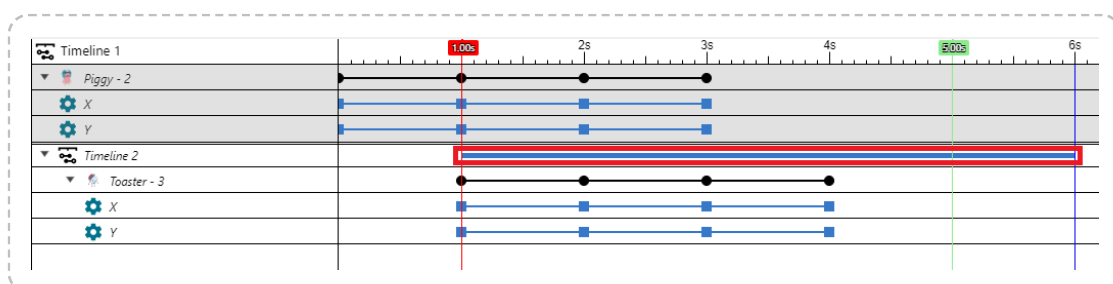 Timeline 1 1.00s 2s 3s 4s 5.00s 6s
Piggy - 2
X
Y
Timeline 2
Toaster - 3
X
Y